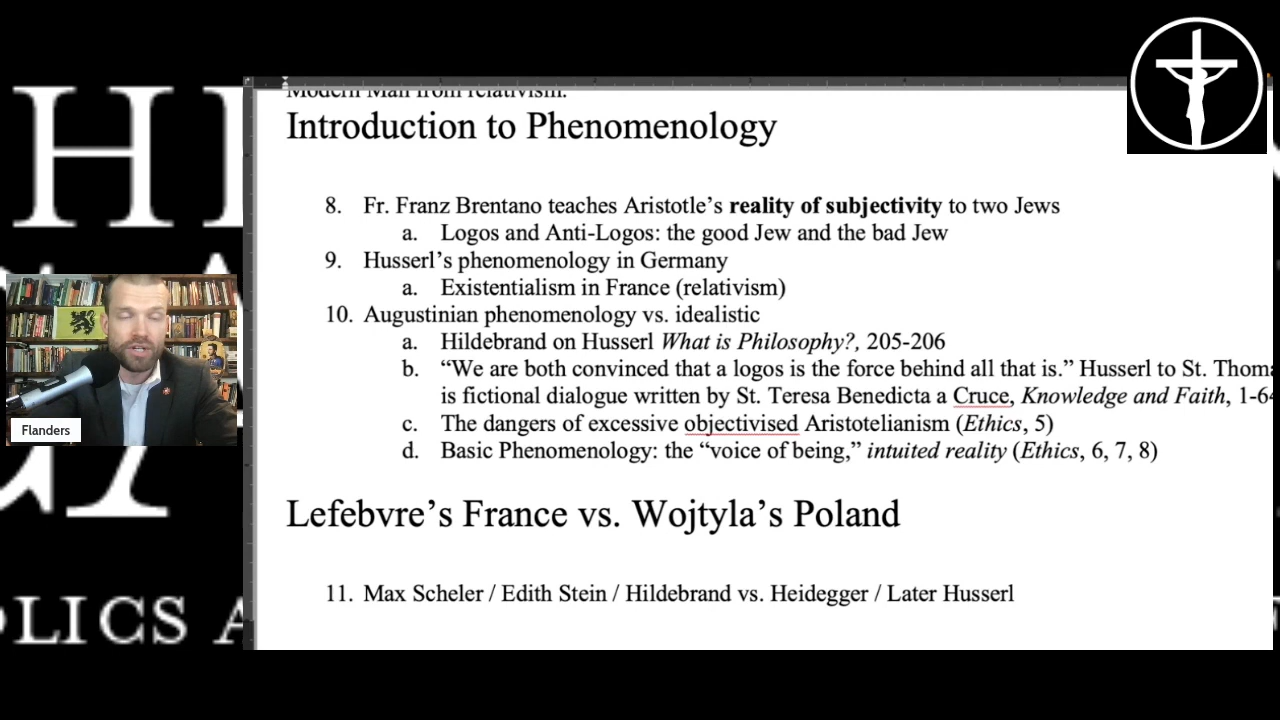 Modern Man from relativism.
Introduction to Phenomenology
8. Fr. Franz Brentano teaches Aristotle’s reality of subjectivity to two Jews
a. Logos and Anti-Logos: the good Jew and the bad Jew
9. Husserl’s phenomenology in Germany
a. Existentialism in France (relativism)
10. Augustinian phenomenology vs. idealistic
a. Hildebrand on Husserl What is Philosophy?, 205-206
b. “We are both convinced that a logos is the force behind all that is.” Husserl to St. Thoma
is fictional dialogue written by St. Teresa Benedicta a Cruce, Knowledge and Faith, 1-64
c. The dangers of excessive objectivised Aristotelianism (Ethics, 5)
d. Basic Phenomenology: the “voice of being,” intuited reality (Ethics, 6, 7, 8)
Lefebvre’s France vs. Wojtyla’s Poland
11. Max Scheler / Edith Stein / Hildebrand vs. Heidegger / Later Husserl
Flanders
OLICS A